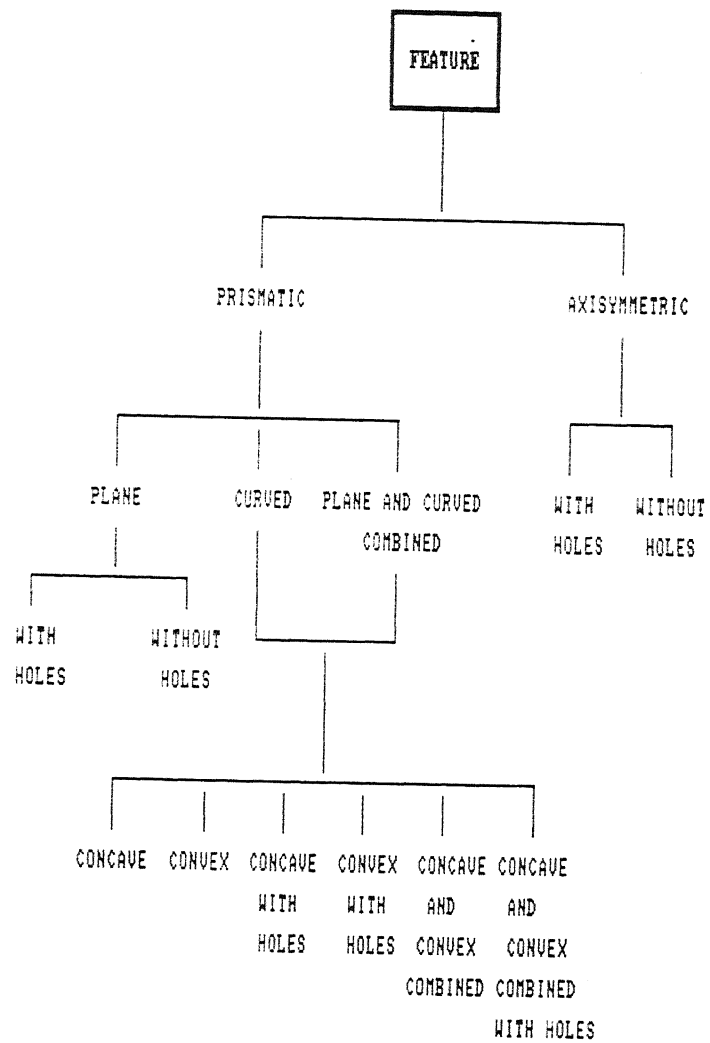 FEATURE
PRISMATIC
AXISYMMETRIC
PLANE
CURVED
PLANE AND CURVED
COMBINED
WITH
HOLES
WITHOUT
HOLES
WITH
HOLES
WITHOUT
HOLES
CONCAVE
CONVEX
CONCAVE
WITH
HOLES
CONVEX
WITH
HOLES
CONCAVE
AND
CONVEX
COMBINED
CONCAVE
AND
CONVEX
COMBINED
WITH HOLES